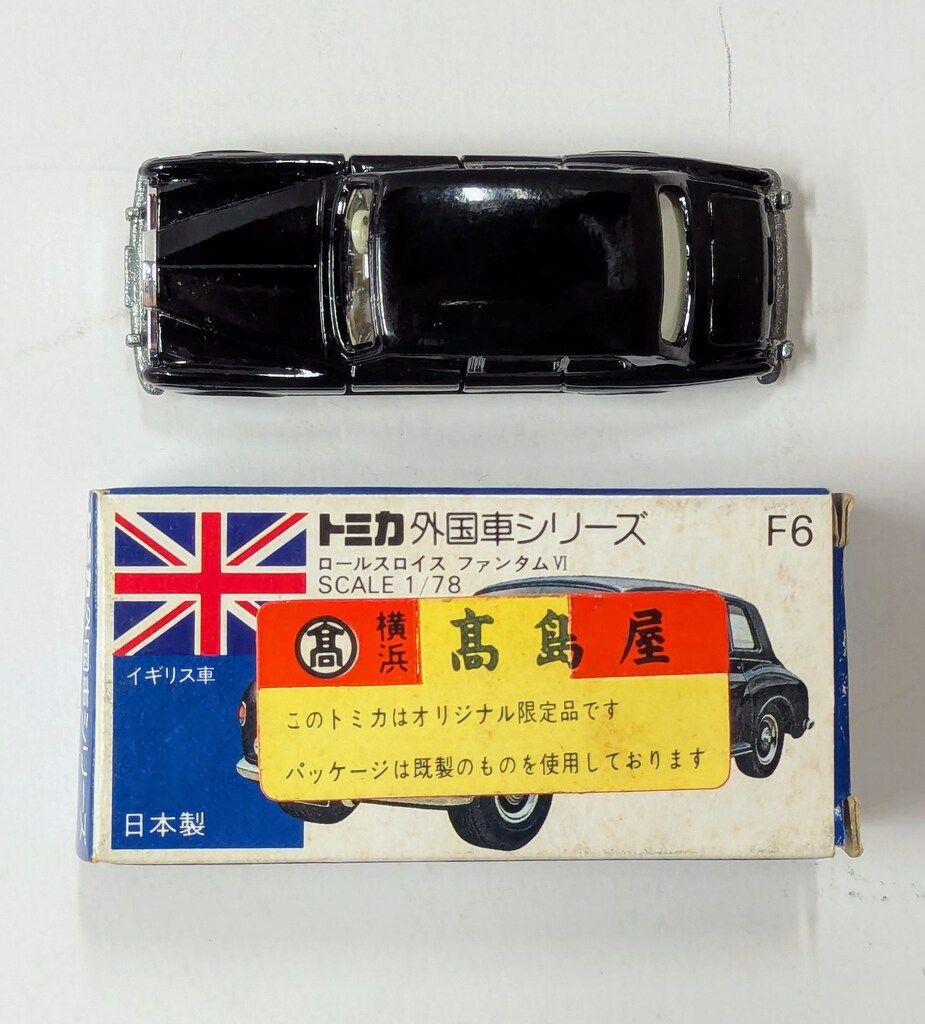 トミカ 外国車シリーズ
F6
ロールスロイス ファンタムⅥ
SCALE 1/78
髙 横浜 髙島屋
イギリス車
このトミカはオリジナル限定品です
パッケージは既製のものを使用しております
日本製